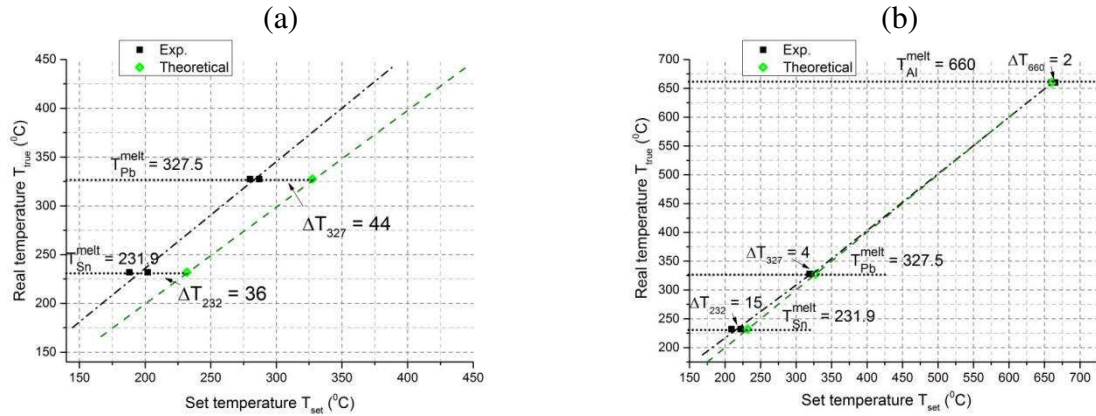 (a)
Exp.
Theoretical
450
400
350
300
250
200
150
Real temperature T_true (⁰C)
T_Pb^melt = 327.5
ΔT_327 = 44
T_Sn^melt = 231.9
ΔT_232 = 36
150 200 250 300 350 400 450
Set temperature T_set (⁰C)
(b)
Exp.
Theoretical
700
650
600
550
500
450
400
350
300
250
200
Real temperature T_true (⁰C)
T_Al^melt = 660
ΔT_660 = 2
ΔT_327 = 4
T_Pb^melt = 327.5
ΔT_232 = 15
T_Sn^melt = 231.9
150 200 250 300 350 400 450 500 550 600 650 700
Set temperature T_set (⁰C)